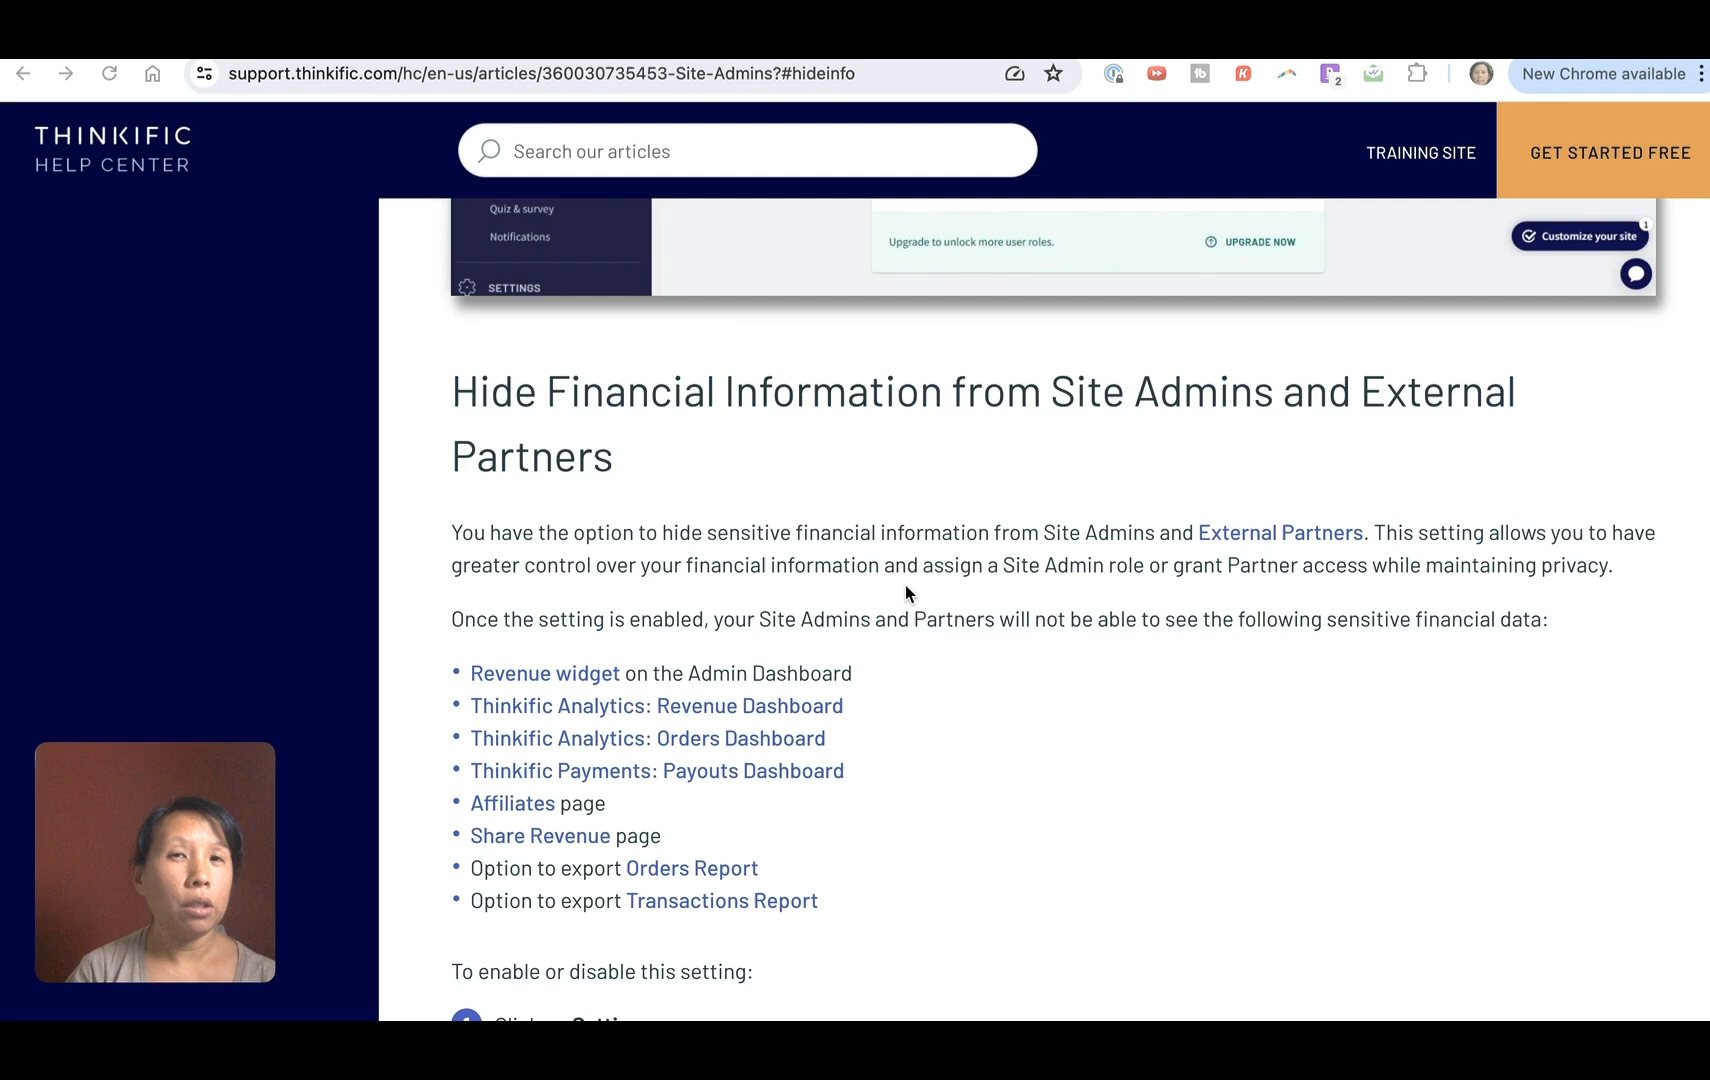 support.thinkific.com/hc/en-us/articles/360030735453-Site-Admins?#hideinfo
tb
K
2
New Chrome available
THINKIFIC
HELP CENTER
Search our articles
TRAINING SITE
GET STARTED FREE
Quiz & survey
Notifications
SETTINGS
Upgrade to unlock more user roles.
UPGRADE NOW
Customize your site
1
Hide Financial Information from Site Admins and External
Partners
You have the option to hide sensitive financial information from Site Admins and External Partners. This setting allows you to have
greater control over your financial information and assign a Site Admin role or grant Partner access while maintaining privacy.
Once the setting is enabled, your Site Admins and Partners will not be able to see the following sensitive financial data:
• Revenue widget on the Admin Dashboard
• Thinkific Analytics: Revenue Dashboard
• Thinkific Analytics: Orders Dashboard
• Thinkific Payments: Payouts Dashboard
• Affiliates page
• Share Revenue page
• Option to export Orders Report
• Option to export Transactions Report
To enable or disable this setting: